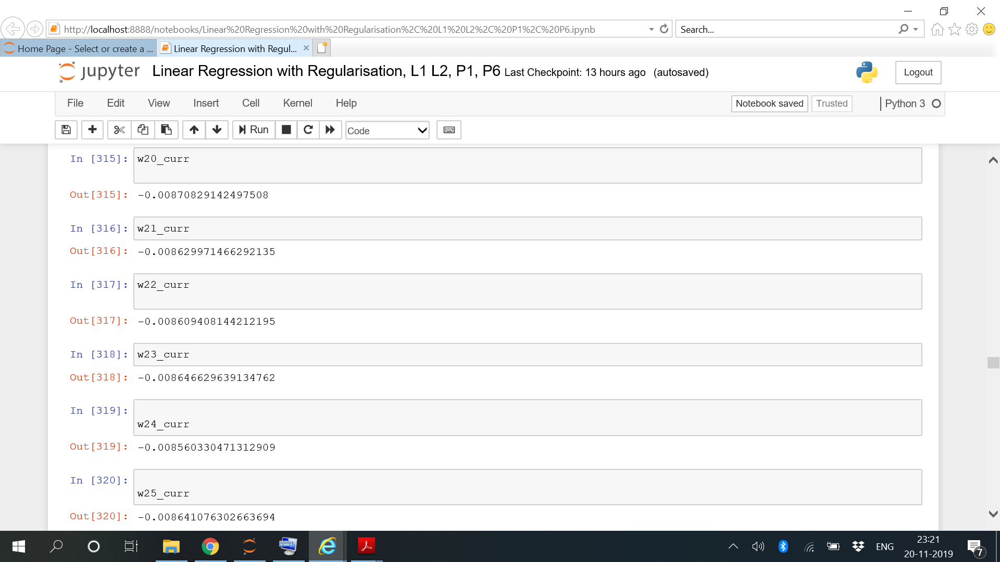 http://localhost:8888/notebooks/Linear%20Regression%20with%20Regularisation%2C%20L1%20L2%2C%20P1%2C%20P6.ipynb
Search...
Home Page - Select or create a ...
Linear Regression with Regul...
jupyter Linear Regression with Regularisation, L1 L2, P1, P6 Last Checkpoint: 13 hours ago (autosaved)
Logout
File Edit View Insert Cell Kernel Help
Notebook saved Trusted Python 3
Run Code
In [315]: w20_curr
Out[315]: -0.00870829142497508
In [316]: w21_curr
Out[316]: -0.008629971466292135
In [317]: w22_curr
Out[317]: -0.008609408144212195
In [318]: w23_curr
Out[318]: -0.008646629639134762
In [319]:
w24_curr
Out[319]: -0.008560330471312909
In [320]:
w25_curr
Out[320]: -0.008641076302663694
ENG
23:21
20-11-2019
7